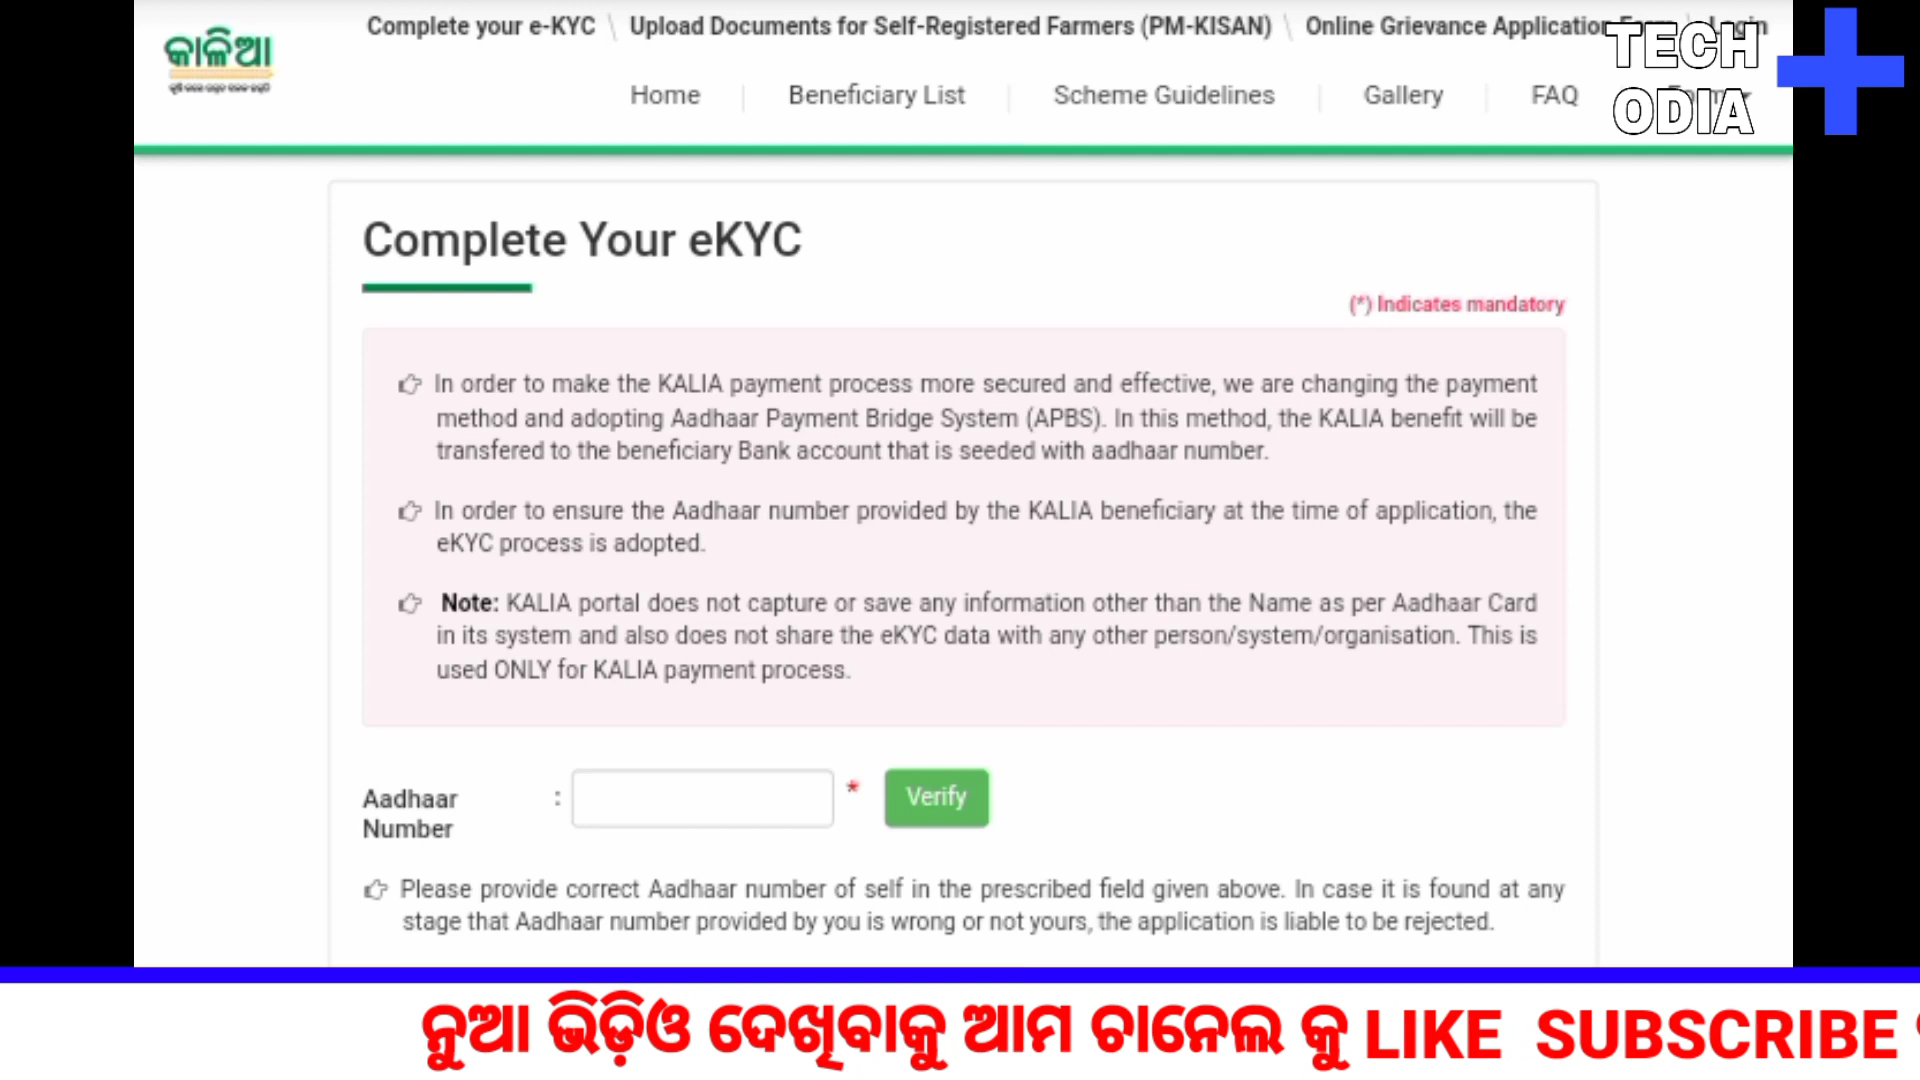 Complete your e-KYC \ Upload Documents for Self-Registered Farmers (PM-KISAN) \ Online Grievance Application
TECH
ODIA
କାଳିଆ
Home | Beneficiary List | Scheme Guidelines | Gallery | FAQ
Complete Your eKYC
(*) Indicates mandatory
In order to make the KALIA payment process more secured and effective, we are changing the payment
method and adopting Aadhaar Payment Bridge System (APBS). In this method, the KALIA benefit will be
transfered to the beneficiary Bank account that is seeded with aadhaar number.
In order to ensure the Aadhaar number provided by the KALIA beneficiary at the time of application, the
eKYC process is adopted.
Note: KALIA portal does not capture or save any information other than the Name as per Aadhaar Card
in its system and also does not share the eKYC data with any other person/system/organisation. This is
used ONLY for KALIA payment process.
Aadhaar
Number : * Verify
Please provide correct Aadhaar number of self in the prescribed field given above. In case it is found at any
stage that Aadhaar number provided by you is wrong or not yours, the application is liable to be rejected.
ନୁଆ ଭିଡ଼ିଓ ଦେଖିବାକୁ ଆମ ଚାନେଲ କୁ LIKE SUBSCRIBE